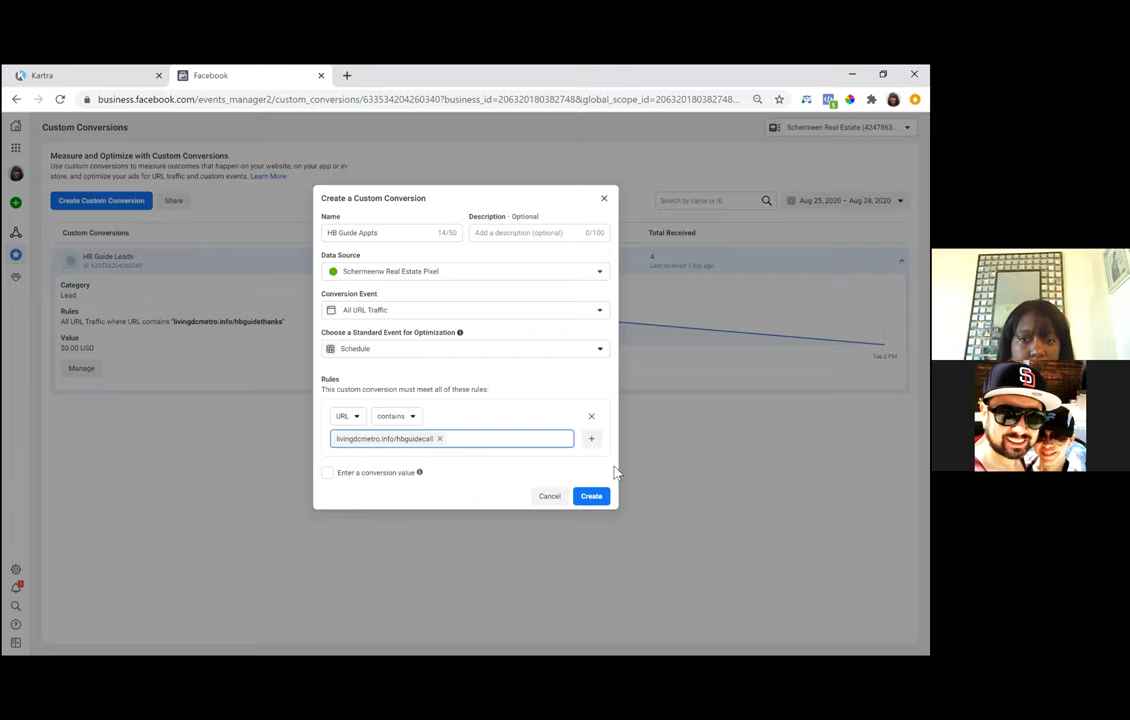 Kartra
Facebook
business.facebook.com/events_manager2/custom_conversions/633534204260340?business_id=206320180382748&global_scope_id=206320180382748...
Custom Conversions
Schermeen Real Estate (4247863...
Measure and Optimize with Custom Conversions
Use custom conversions to measure outcomes that happen on your website, on your app or in-
store, and optimize your ads for URL traffic and custom events. Learn More
Create Custom Conversion
Share
Search by name or ID
Aug 25, 2020 – Aug 24, 2020
Custom Conversions
Total Received
HB Guide Leads
633534204260340
4
Last received 1 day ago
Category
Lead
Rules
All URL Traffic where URL contains "livingdcmetro.info/hbguidethanks"
Value
$0.00 USD
Manage
Tue 2 PM
Create a Custom Conversion
Name
Description · Optional
HB Guide Appts
14/50
Add a description (optional)
0/100
Data Source
Schermeenw Real Estate Pixel
Conversion Event
All URL Traffic
Choose a Standard Event for Optimization
Schedule
Rules
This custom conversion must meet all of these rules:
URL
contains
livingdcmetro.info/hbguidecall
Enter a conversion value
Cancel
Create